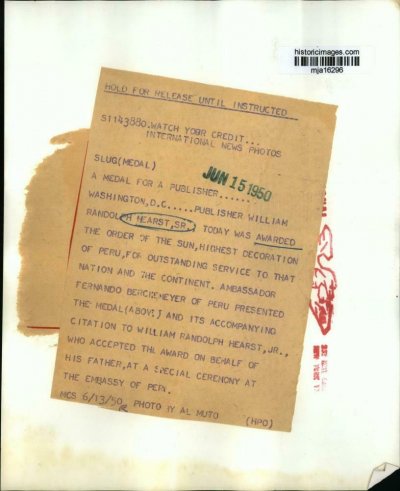 historicimages.com
mja16296
HOLD FOR RELEASE UNTIL INSTRUCTED
S1143880.WATCH YOUR CREDIT...
INTERNATIONAL NEWS PHOTOS
SLUG(MEDAL)
JUN 15 1950
A MEDAL FOR A PUBLISHER......
WASHINGTON,D.C.....PUBLISHER WILLIAM
RANDOLPH HEARST,SR. TODAY WAS AWARDED
THE ORDER OF THE SUN,HIGHEST DECORATION
OF PERU,FOR OUTSTANDING SERVICE TO THAT
NATION AND THE CONTINENT. AMBASSADOR
FERNANDO BERCKEMEYER OF PERU PRESENTED
THE MEDAL(ABOVE) AND ITS ACCOMPANYING
CITATION TO WILLIAM RANDOLPH HEARST,JR.,
WHO ACCEPTED THE AWARD ON BEHALF OF
HIS FATHER,AT A SPECIAL CEREMONY AT
THE EMBASSY OF PERU.
MCS 6/13/50 PHOTO BY AL MUTO (HPO)